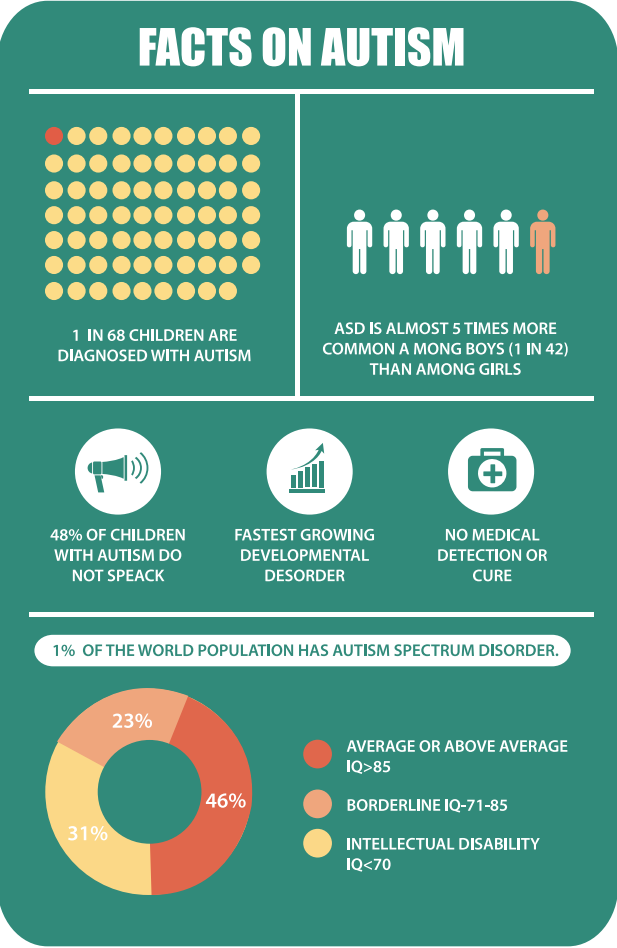 FACTS ON AUTISM
1 IN 68 CHILDREN ARE
DIAGNOSED WITH AUTISM
ASD IS ALMOST 5 TIMES MORE
COMMON A MONG BOYS (1 IN 42)
THAN AMONG GIRLS
48% OF CHILDREN
WITH AUTISM DO
NOT SPEACK
FASTEST GROWING
DEVELOPMENTAL
DESORDER
NO MEDICAL
DETECTION OR
CURE
1% OF THE WORLD POPULATION HAS AUTISM SPECTRUM DISORDER.
23%
46%
31%
AVERAGE OR ABOVE AVERAGE
IQ>85
BORDERLINE IQ-71-85
INTELLECTUAL DISABILITY
IQ<70